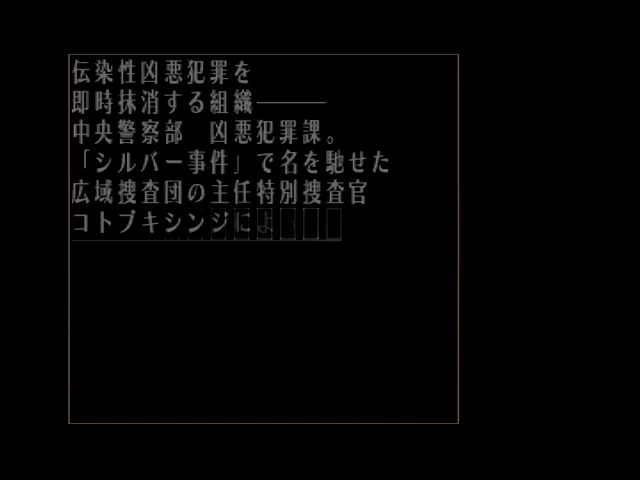 伝染性凶悪犯罪を
即時抹消する組織―――
中央警察部　凶悪犯罪課。
「シルバー事件」で名を馳せた
広域捜査団の主任特別捜査官
コトブキシンジによ